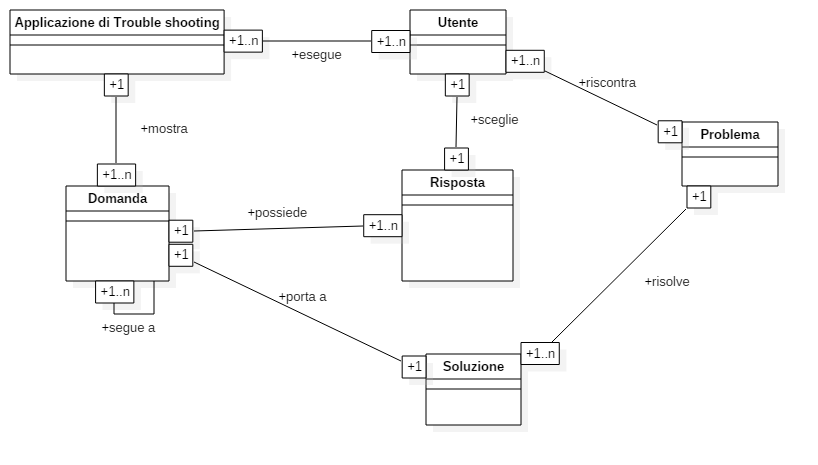 Applicazione di Trouble shooting
Utente
+1..n
+1..n
+esegue
+1..n
+1
+1
+riscontra
+mostra
+sceglie
+1
Problema
+1..n
+1
Domanda
Risposta
+1
+possiede
+1..n
+1
+1
+1..n
+porta a
+risolve
+segue a
+1
Soluzione
+1..n